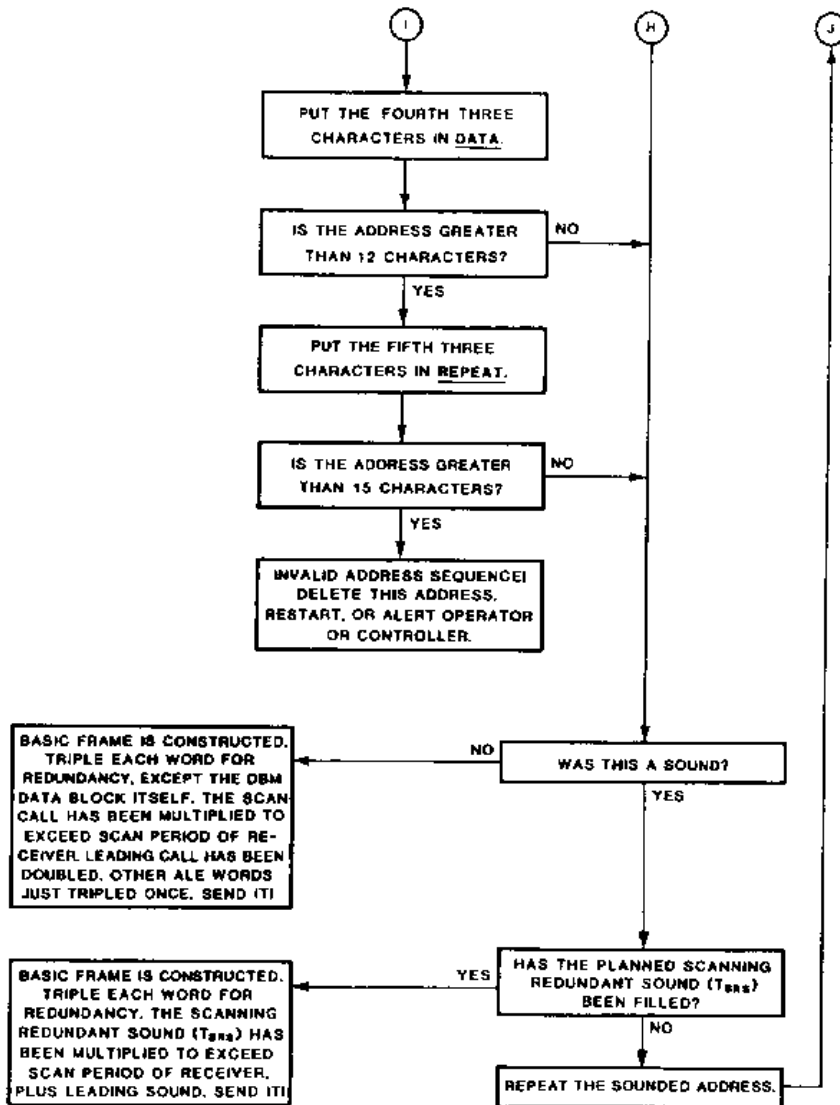 I
H
J
PUT THE FOURTH THREE
CHARACTERS IN DATA.
IS THE ADDRESS GREATER
THAN 12 CHARACTERS?
NO
YES
PUT THE FIFTH THREE
CHARACTERS IN REPEAT.
IS THE ADDRESS GREATER
THAN 15 CHARACTERS?
NO
YES
INVALID ADDRESS SEQUENCE!
DELETE THIS ADDRESS,
RESTART, OR ALERT OPERATOR
OR CONTROLLER.
WAS THIS A SOUND?
NO
YES
BASIC FRAME IS CONSTRUCTED.
TRIPLE EACH WORD FOR
REDUNDANCY, EXCEPT THE DBM
DATA BLOCK ITSELF. THE SCAN
CALL HAS BEEN MULTIPLIED TO
EXCEED SCAN PERIOD OF RE-
CEIVER. LEADING CALL HAS BEEN
DOUBLED. OTHER ALE WORDS
JUST TRIPLED ONCE. SEND IT!
HAS THE PLANNED SCANNING
REDUNDANT SOUND (Tsrs)
BEEN FILLED?
YES
NO
BASIC FRAME IS CONSTRUCTED.
TRIPLE EACH WORD FOR
REDUNDANCY. THE SCANNING
REDUNDANT SOUND (Tsrs) HAS
BEEN MULTIPLIED TO EXCEED
SCAN PERIOD OF RECEIVER,
PLUS LEADING SOUND. SEND IT!
REPEAT THE SOUNDED ADDRESS.